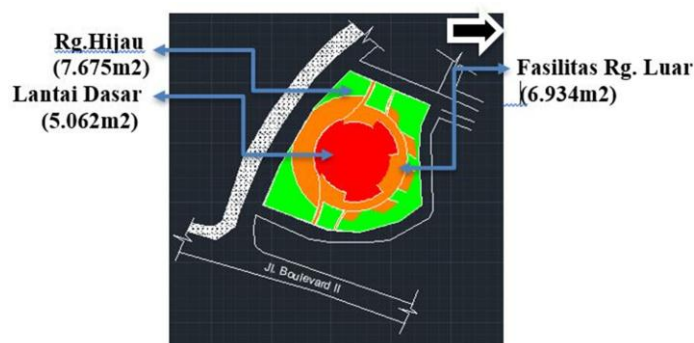 Rg.Hijau
(7.675m2)
Lantai Dasar
(5.062m2)
Fasilitas Rg. Luar
(6.934m2)
JL Boulevard II